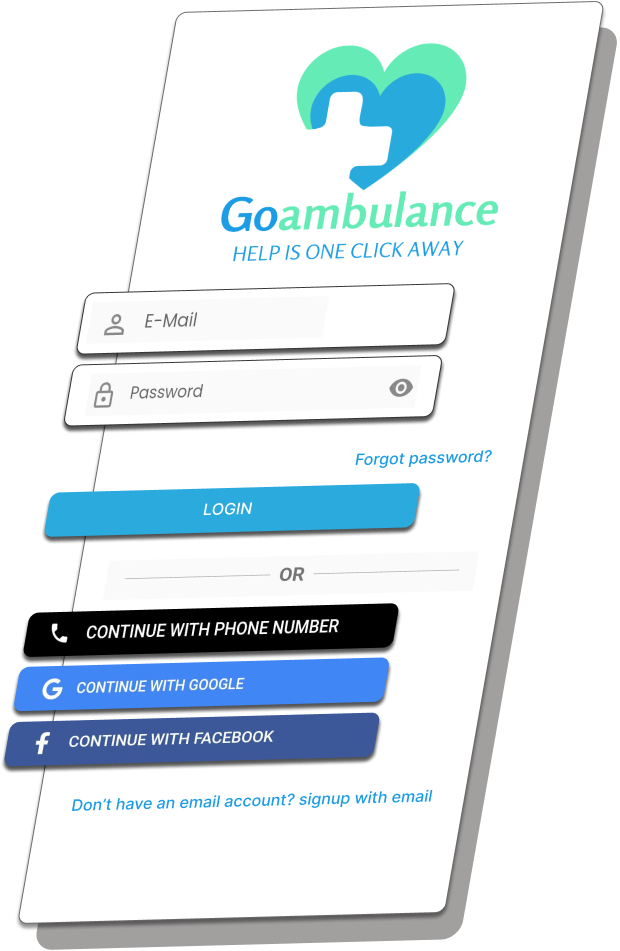 Goambulance
HELP IS ONE CLICK AWAY
E-Mail
Password
Forgot password?
LOGIN
OR
CONTINUE WITH PHONE NUMBER
CONTINUE WITH GOOGLE
CONTINUE WITH FACEBOOK
Don't have an email account? signup with email